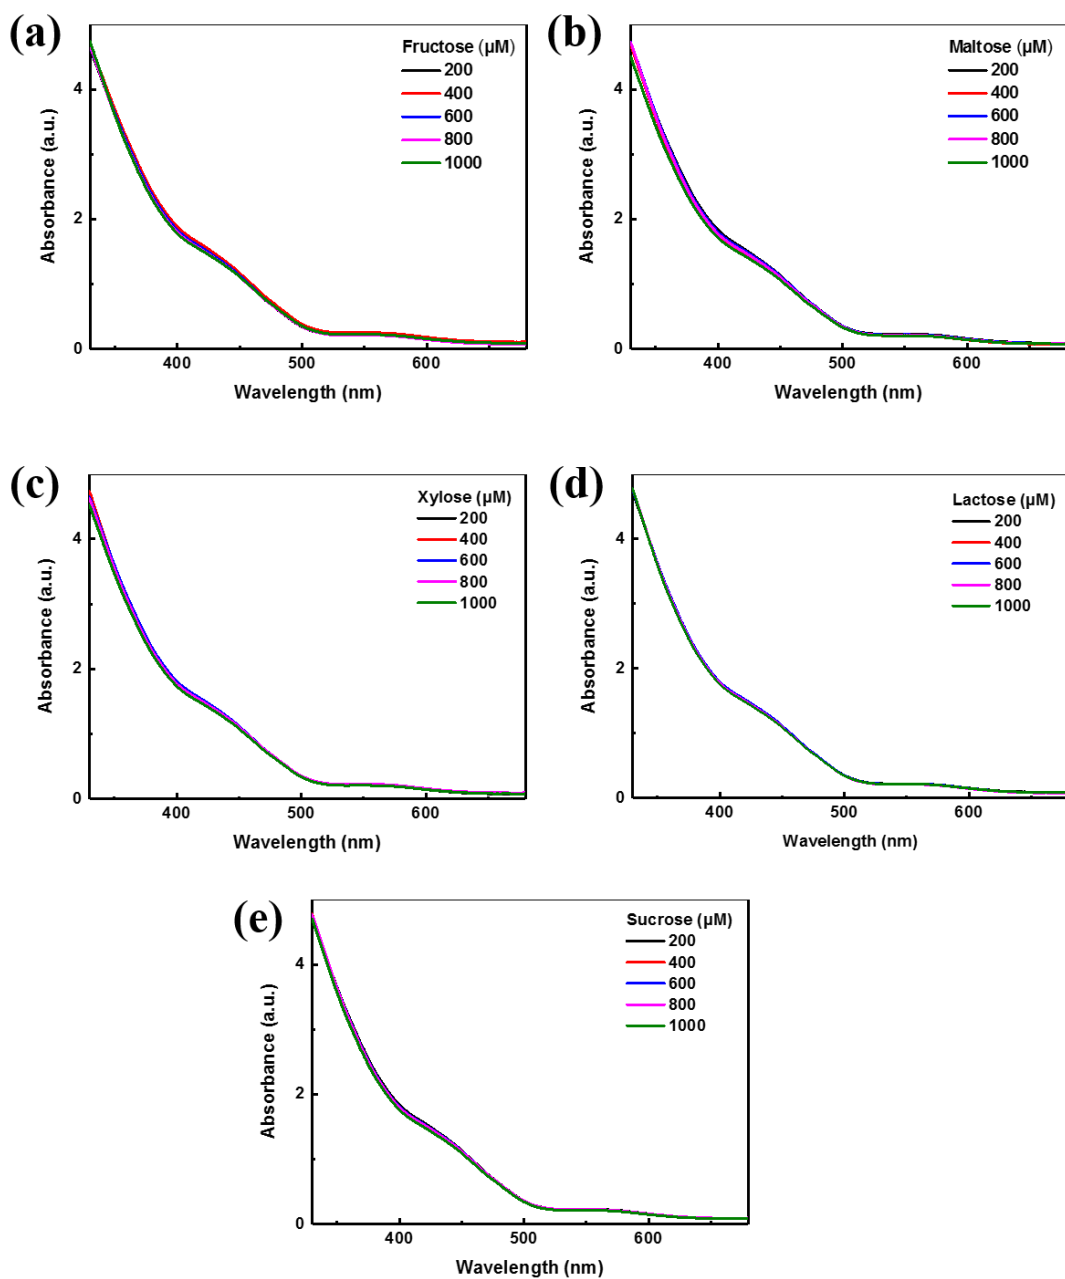 (a)
Fructose (μM)
200
400
600
800
1000
4
2
0
400
500
600
Absorbance (a.u.)
Wavelength (nm)
(b)
Maltose (μM)
200
400
600
800
1000
4
2
0
400
500
600
Absorbance (a.u.)
Wavelength (nm)
(c)
Xylose (μM)
200
400
600
800
1000
4
2
0
400
500
600
Absorbance (a.u.)
Wavelength (nm)
(d)
Lactose (μM)
200
400
600
800
1000
4
2
0
400
500
600
Absorbance (a.u.)
Wavelength (nm)
(e)
Sucrose (μM)
200
400
600
800
1000
4
2
0
400
500
600
Absorbance (a.u.)
Wavelength (nm)